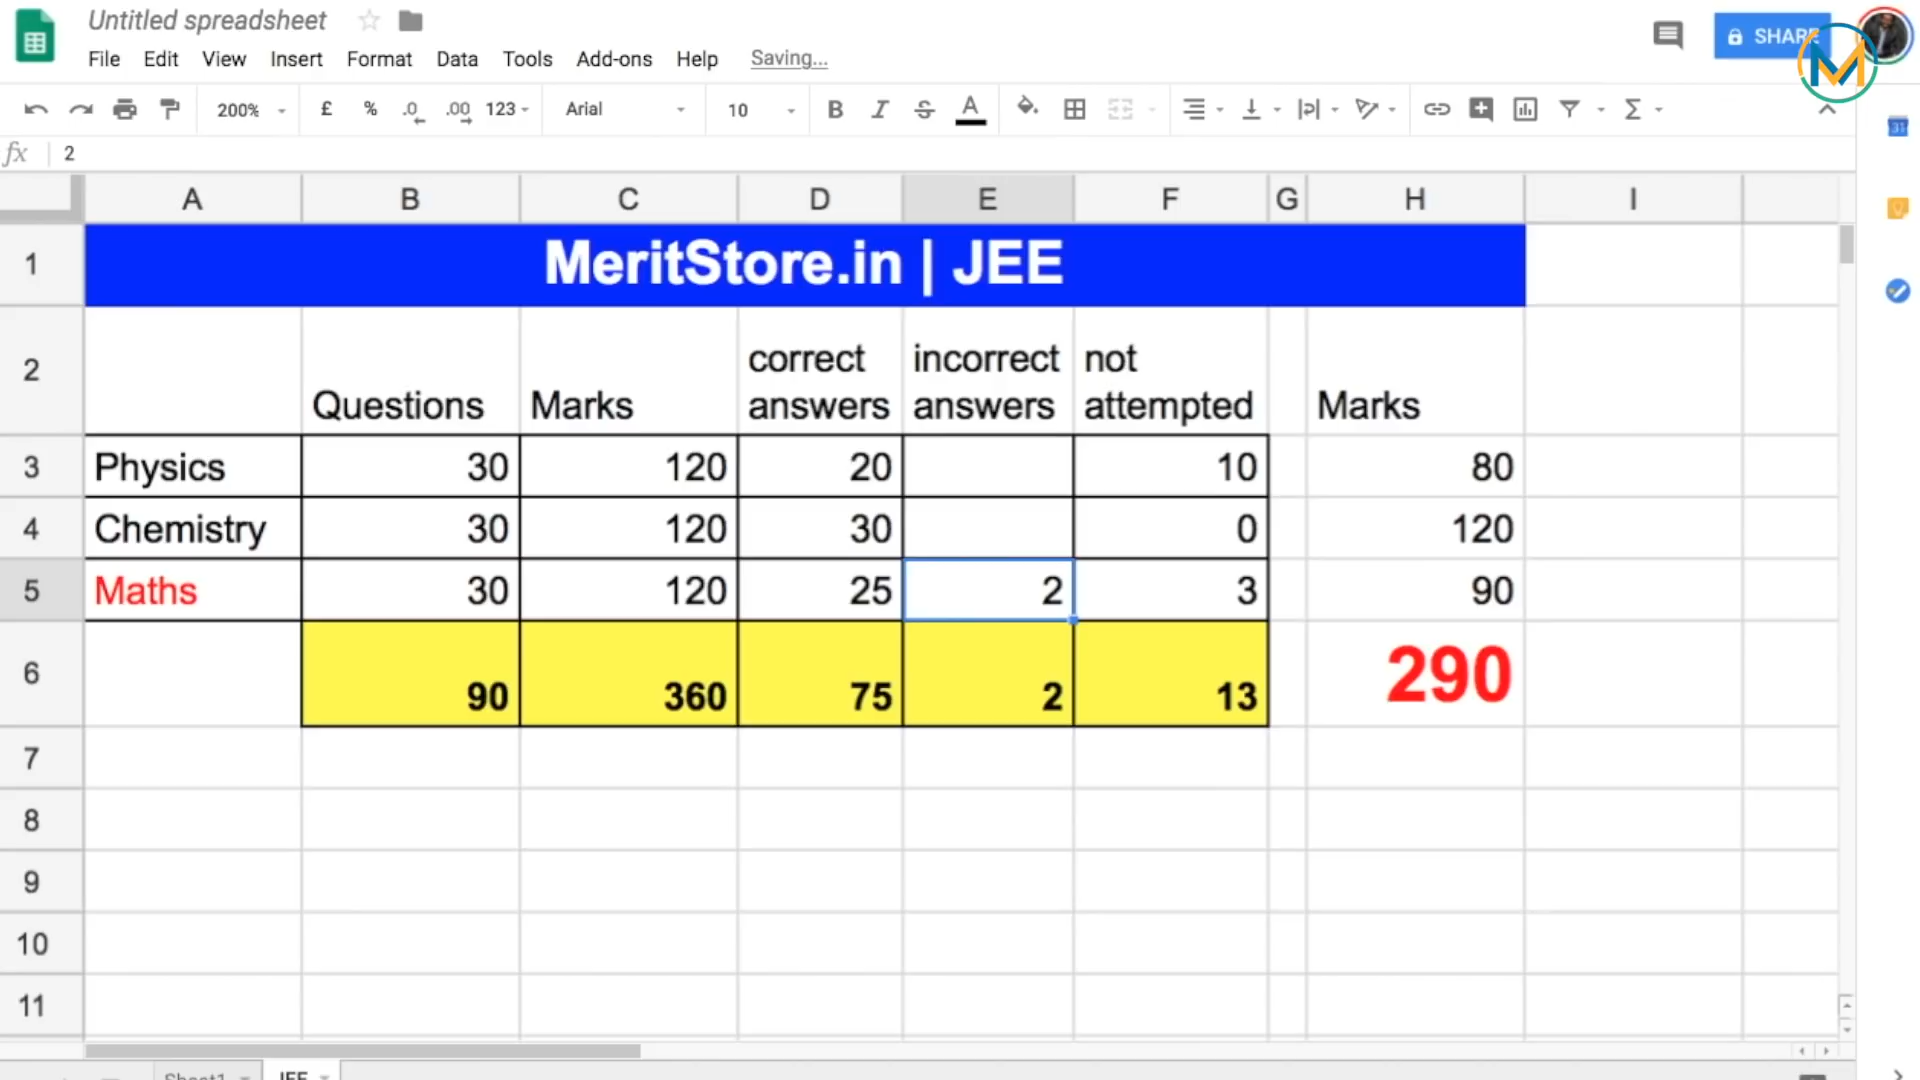 Untitled spreadsheet
File Edit View Insert Format Data Tools Add-ons Help Saving...
SHARE
200% £ % .0 .00 123 Arial 10 B I S A
31
fx 2
A B C D E F G H I
1 MeritStore.in | JEE
2 Questions Marks correct answers incorrect answers not attempted Marks
3 Physics 30 120 20 10 80
4 Chemistry 30 120 30 0 120
5 Maths 30 120 25 2 3 90
6 90 360 75 2 13 290
7
8
9
10
11
Sheet1 JEE